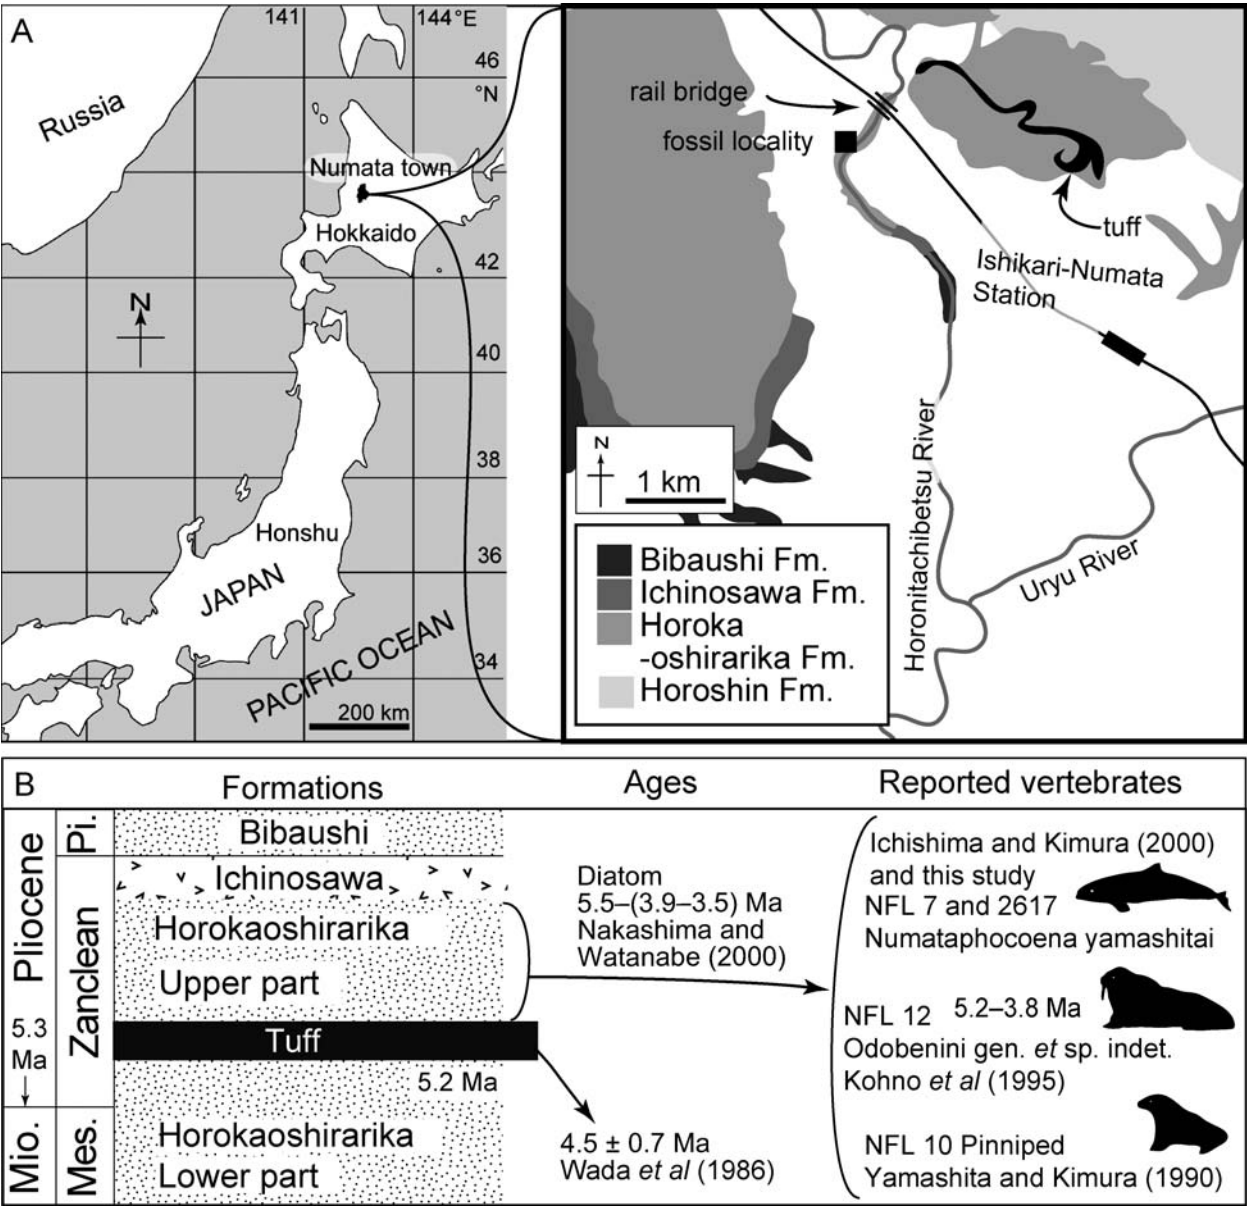 A
141
144 °E
46
°N
Russia
Numata town
Hokkaido
42
N
40
38
Honshu
36
JAPAN
34
PACIFIC OCEAN
200 km
rail bridge
fossil locality
tuff
Ishikari-Numata
Station
N
1 km
Horonitachibetsu River
Uryu River
Bibaushi Fm.
Ichinosawa Fm.
Horoka
-oshirarika Fm.
Horoshin Fm.
B
Formations
Ages
Reported vertebrates
Pliocene
5.3
Ma
Mio.
Pi.
Zanclean
Mes.
Bibaushi
Ichinosawa
Horokaoshirarika
Upper part
Tuff
5.2 Ma
Horokaoshirarika
Lower part
Diatom
5.5–(3.9–3.5) Ma
Nakashima and
Watanabe (2000)
4.5 ± 0.7 Ma
Wada et al (1986)
Ichishima and Kimura (2000)
and this study
NFL 7 and 2617
Numataphocoena yamashitai
NFL 12 5.2–3.8 Ma
Odobenini gen. et sp. indet.
Kohno et al (1995)
NFL 10 Pinniped
Yamashita and Kimura (1990)